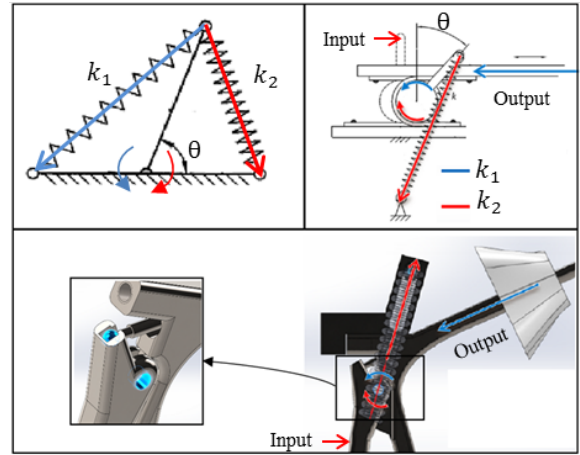 k₁
k₂
θ
θ
Input
Output
k₁
k₂
Output
Input